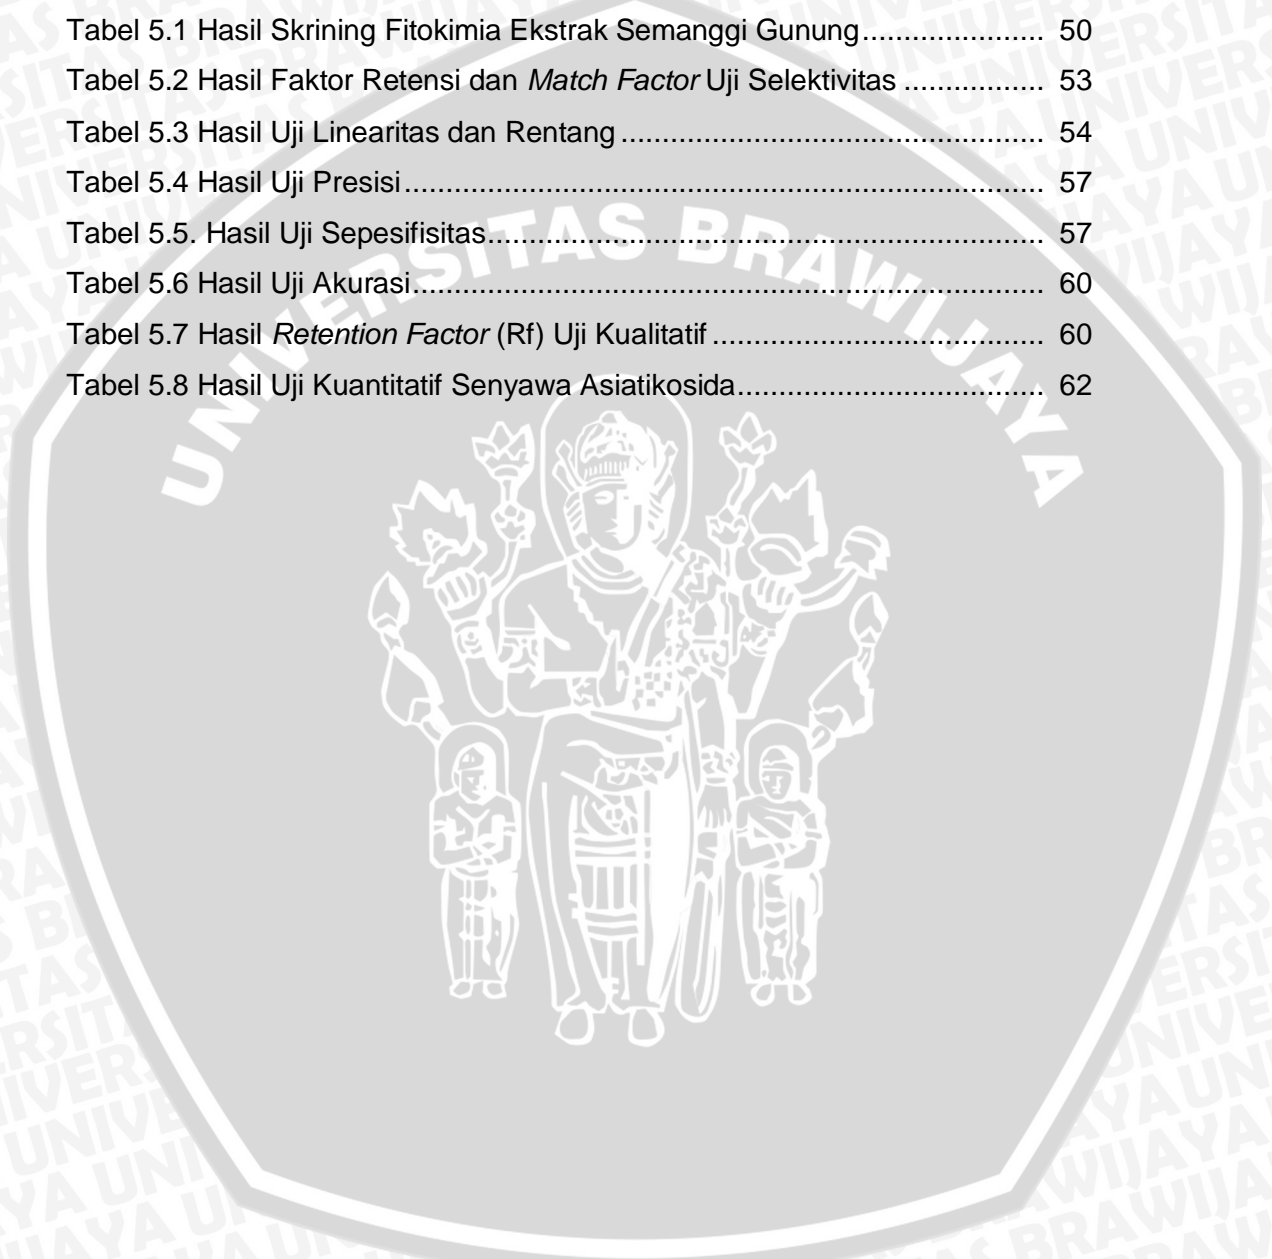 Tabel 5.1 Hasil Skrining Fitokimia Ekstrak Semanggi Gunung...................... 50
Tabel 5.2 Hasil Faktor Retensi dan Match Factor Uji Selektivitas ................. 53
Tabel 5.3 Hasil Uji Linearitas dan Rentang ................................................... 54
Tabel 5.4 Hasil Uji Presisi............................................................................. 57
Tabel 5.5. Hasil Uji Sepesifisitas................................................................... 57
Tabel 5.6 Hasil Uji Akurasi............................................................................ 60
Tabel 5.7 Hasil Retention Factor (Rf) Uji Kualitatif ........................................ 60
Tabel 5.8 Hasil Uji Kuantitatif Senyawa Asiatikosida..................................... 62
UNIVERSITAS BRAWIJAYA